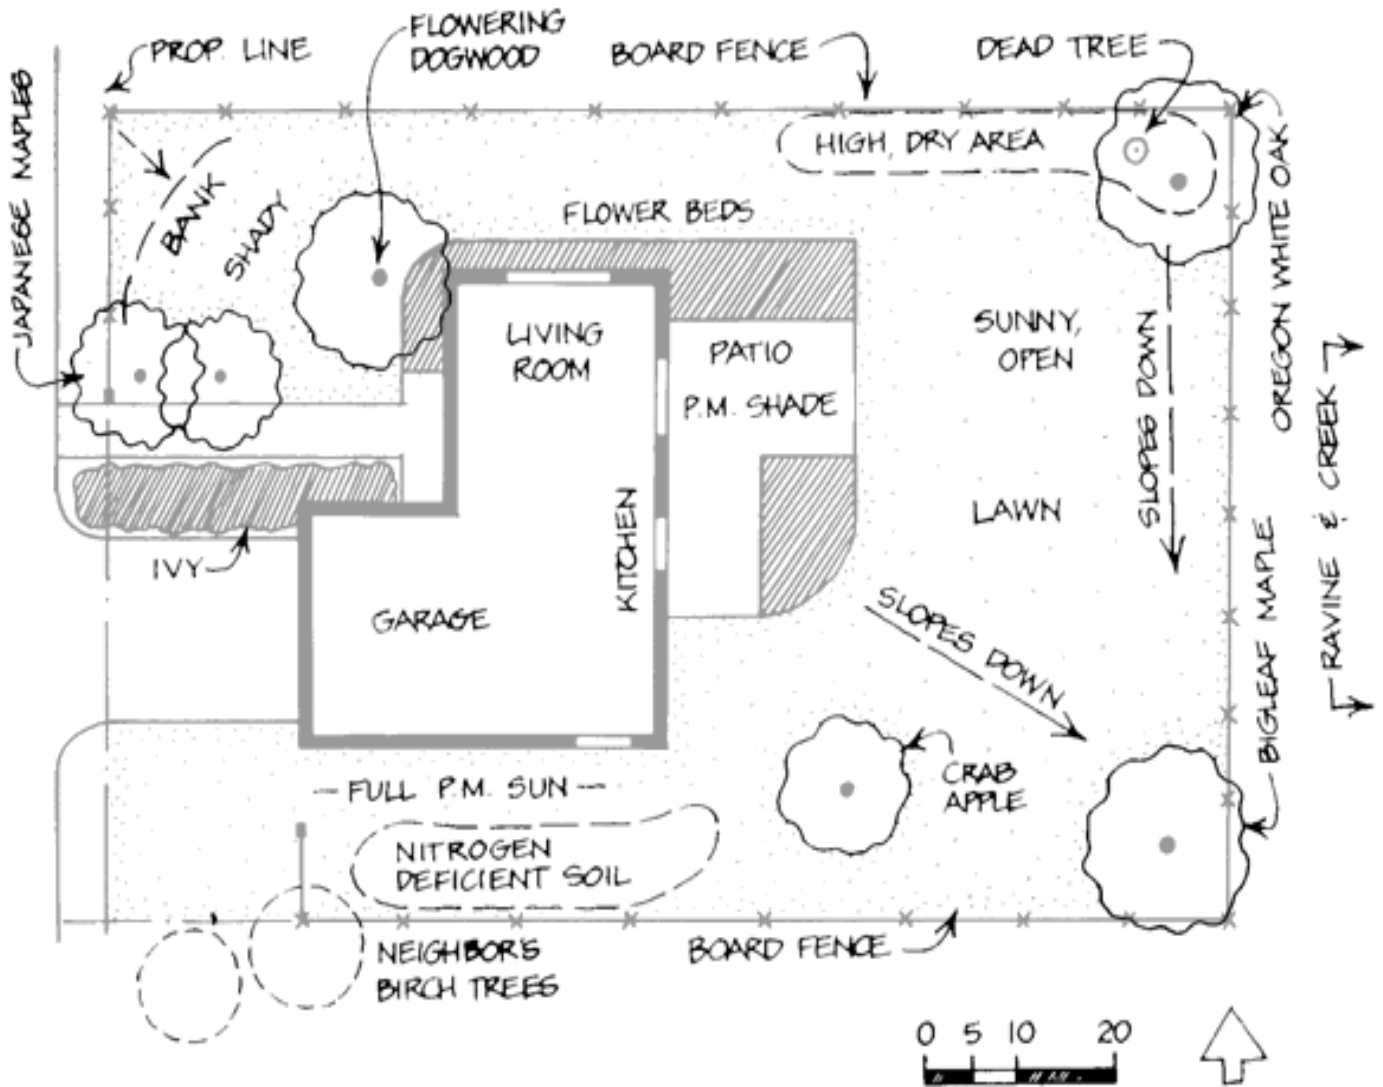 FLOWERING
DOGWOOD
PROP. LINE
BOARD FENCE
DEAD TREE
JAPANESE MAPLES
HIGH, DRY AREA
OREGON WHITE OAK
BANK
SHADY
FLOWER BEDS
LIVING
ROOM
PATIO
P.M. SHADE
SUNNY,
OPEN
SLOPES DOWN
RAVINE & CREEK
LAWN
KITCHEN
IVY
GARAGE
SLOPES DOWN
BIGLEAF MAPLE
CRAB
APPLE
FULL P.M. SUN
NITROGEN
DEFICIENT SOIL
NEIGHBOR'S
BIRCH TREES
BOARD FENCE
0 5 10 20